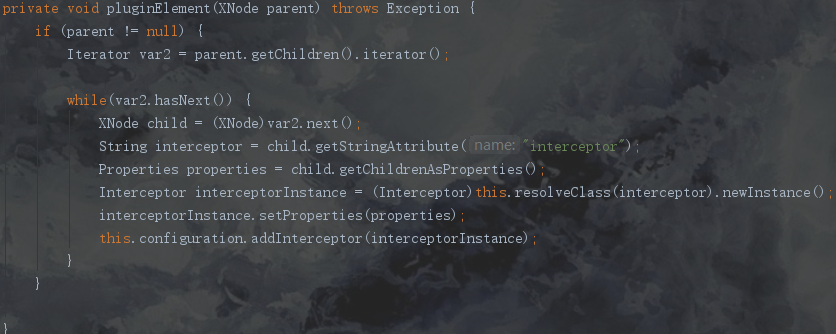 private void pluginElement(XNode parent) throws Exception {
    if (parent != null) {
        Iterator var2 = parent.getChildren().iterator();

        while(var2.hasNext()) {
            XNode child = (XNode)var2.next();
            String interceptor = child.getStringAttribute( name: "interceptor");
            Properties properties = child.getChildrenAsProperties();
            Interceptor interceptorInstance = (Interceptor)this.resolveClass(interceptor).newInstance();
            interceptorInstance.setProperties(properties);
            this.configuration.addInterceptor(interceptorInstance);
        }
    }

}